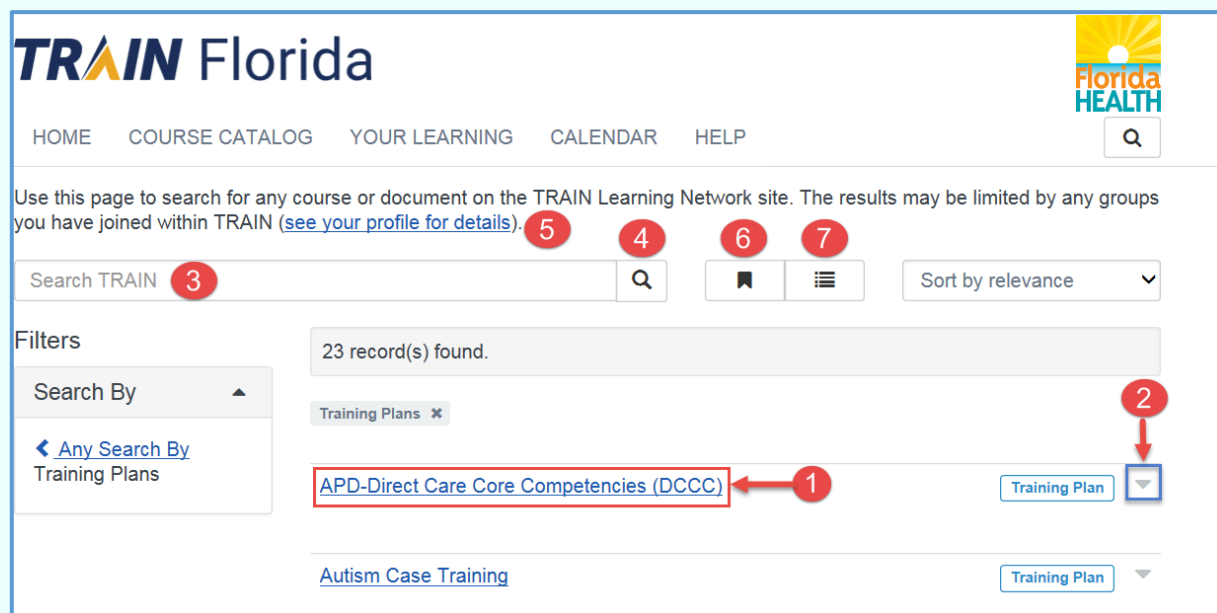 TRAIN Florida
Florida
HEALTH
HOME COURSE CATALOG YOUR LEARNING CALENDAR HELP
Use this page to search for any course or document on the TRAIN Learning Network site. The results may be limited by any groups
you have joined within TRAIN (see your profile for details).
5
4
6
7
Search TRAIN
3
Sort by relevance
Filters
23 record(s) found.
Search By
Training Plans ✖
2
Any Search By
Training Plans
APD-Direct Care Core Competencies (DCCC)
1
Training Plan
Autism Case Training
Training Plan